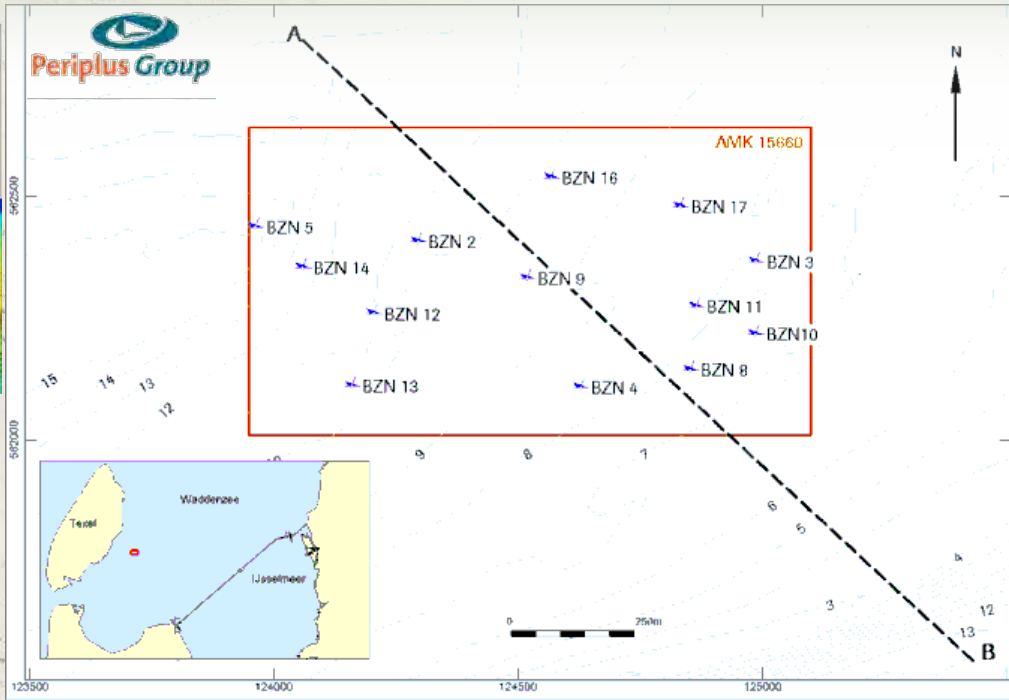 A
Periplus Group
N
AMK 15660
BZN 16
BZN 17
BZN 5
BZN 2
BZN 14
BZN 3
BZN 9
BZN 11
BZN 12
BZN10
BZN 8
BZN 13
BZN 4
562500
562000
15
14
13
12
10
9
8
7
6
5
4
3
12
13
B
Waddenzee
Texel
IJsselmeer
0
250m
123500
124000
124500
125000